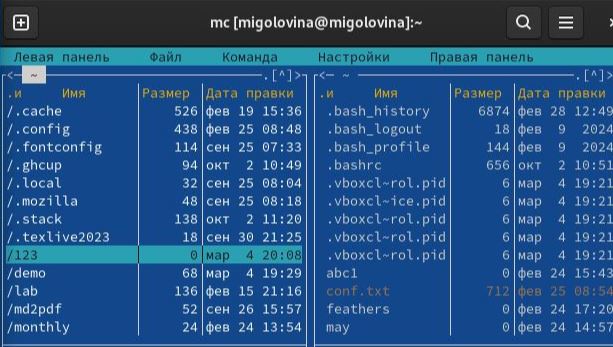 mc [migolovina@migolovina]:~
Левая панель Файл Команда Настройки Правая панель
<— ~ .[^]> <— ~ .[^]>
.и Имя Размер Дата правки .и Имя Размер Дата правки
/.cache 526 фев 19 15:36 .bash_history 6874 фев 28 12:49
/.config 438 фев 25 08:48 .bash_logout 18 фев 9 2024
/.fontconfig 114 сен 25 07:33 .bash_profile 144 фев 9 2024
/.ghcup 94 окт 2 10:49 .bashrc 656 окт 2 10:51
/.local 32 сен 25 08:04 .vboxcl~rol.pid 6 мар 4 19:21
/.mozilla 48 сен 25 08:18 .vboxcl~ice.pid 6 мар 4 19:21
/.stack 138 окт 2 11:20 .vboxcl~rol.pid 6 мар 4 19:21
/.texlive2023 18 сен 30 21:25 .vboxcl~rol.pid 6 мар 4 19:21
/123 0 мар 4 20:08 .vboxcl~rol.pid 6 мар 4 19:21
/demo 68 мар 4 19:29 abc1 0 фев 24 15:43
/lab 136 фев 15 21:16 conf.txt 712 фев 25 08:54
/md2pdf 52 сен 26 15:57 feathers 0 фев 24 17:20
/monthly 24 фев 24 13:54 may 0 фев 24 14:57